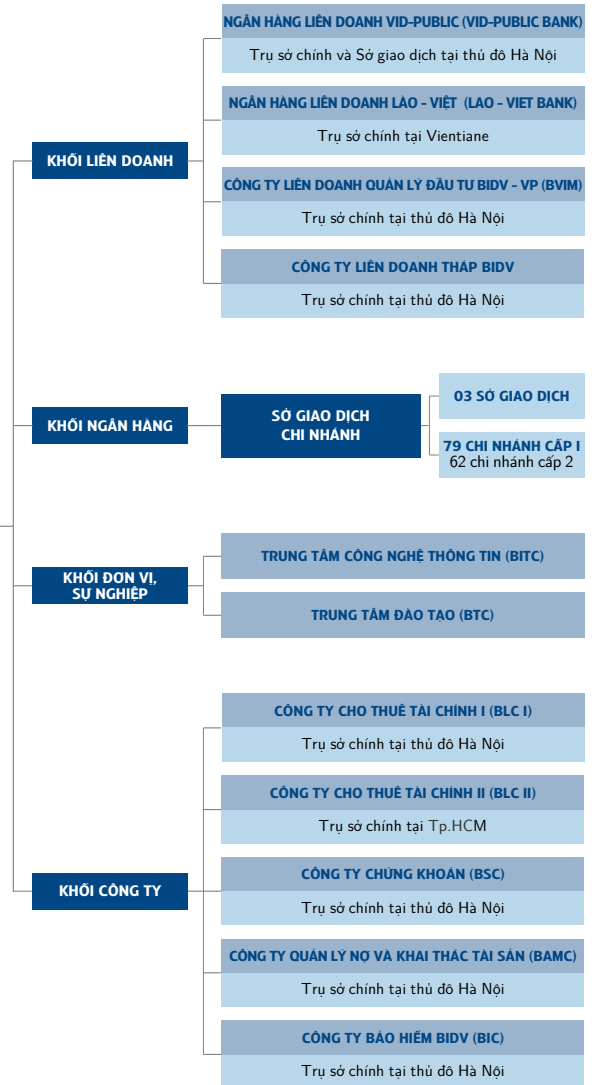 NGÂN HÀNG LIÊN DOANH VID-PUBLIC (VID-PUBLIC BANK)
Trụ sở chính và Sở giao dịch tại thủ đô Hà Nội
NGÂN HÀNG LIÊN DOANH LÀO - VIỆT (LAO - VIET BANK)
Trụ sở chính tại Vientiane
KHỐI LIÊN DOANH
CÔNG TY LIÊN DOANH QUẢN LÝ ĐẦU TƯ BIDV - VP (BVIM)
Trụ sở chính tại thủ đô Hà Nội
CÔNG TY LIÊN DOANH THÁP BIDV
Trụ sở chính tại thủ đô Hà Nội
KHỐI NGÂN HÀNG
SỞ GIAO DỊCH
CHI NHÁNH
03 SỞ GIAO DỊCH
79 CHI NHÁNH CẤP I
62 chi nhánh cấp 2
KHỐI ĐƠN VỊ,
SỰ NGHIỆP
TRUNG TÂM CÔNG NGHỆ THÔNG TIN (BITC)
TRUNG TÂM ĐÀO TẠO (BTC)
CÔNG TY CHO THUÊ TÀI CHÍNH I (BLC I)
Trụ sở chính tại thủ đô Hà Nội
CÔNG TY CHO THUÊ TÀI CHÍNH II (BLC II)
Trụ sở chính tại Tp.HCM
KHỐI CÔNG TY
CÔNG TY CHỨNG KHOÁN (BSC)
Trụ sở chính tại thủ đô Hà Nội
CÔNG TY QUẢN LÝ NỢ VÀ KHAI THÁC TÀI SẢN (BAMC)
Trụ sở chính tại thủ đô Hà Nội
CÔNG TY BẢO HIỂM BIDV (BIC)
Trụ sở chính tại thủ đô Hà Nội